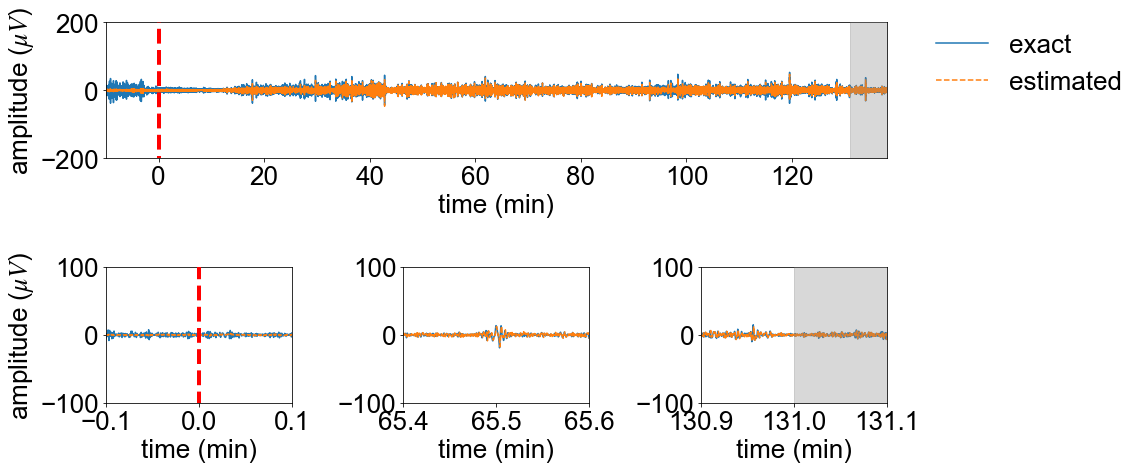 200
0
−200
amplitude (μV)
0 20 40 60 80 100 120
time (min)
exact
estimated
100
0
−100
amplitude (μV)
−0.1 0.0 0.1
time (min)
100
0
−100
65.4 65.5 65.6
time (min)
100
0
−100
130.9 131.0 131.1
time (min)